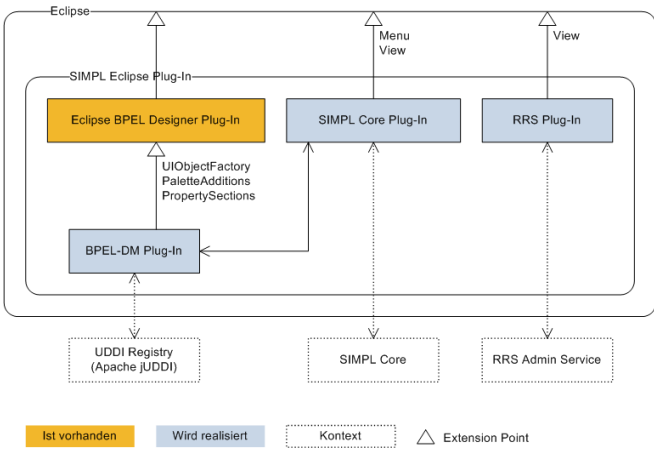 Eclipse
Menu
View
View
SIMPL Eclipse Plug-In
Eclipse BPEL Designer Plug-In
SIMPL Core Plug-In
RRS Plug-In
UIObjectFactory
PaletteAdditions
PropertySections
BPEL-DM Plug-In
UDDI Registry
(Apache jUDDI)
SIMPL Core
RRS Admin Service
Ist vorhanden
Wird realisiert
Kontext
Extension Point